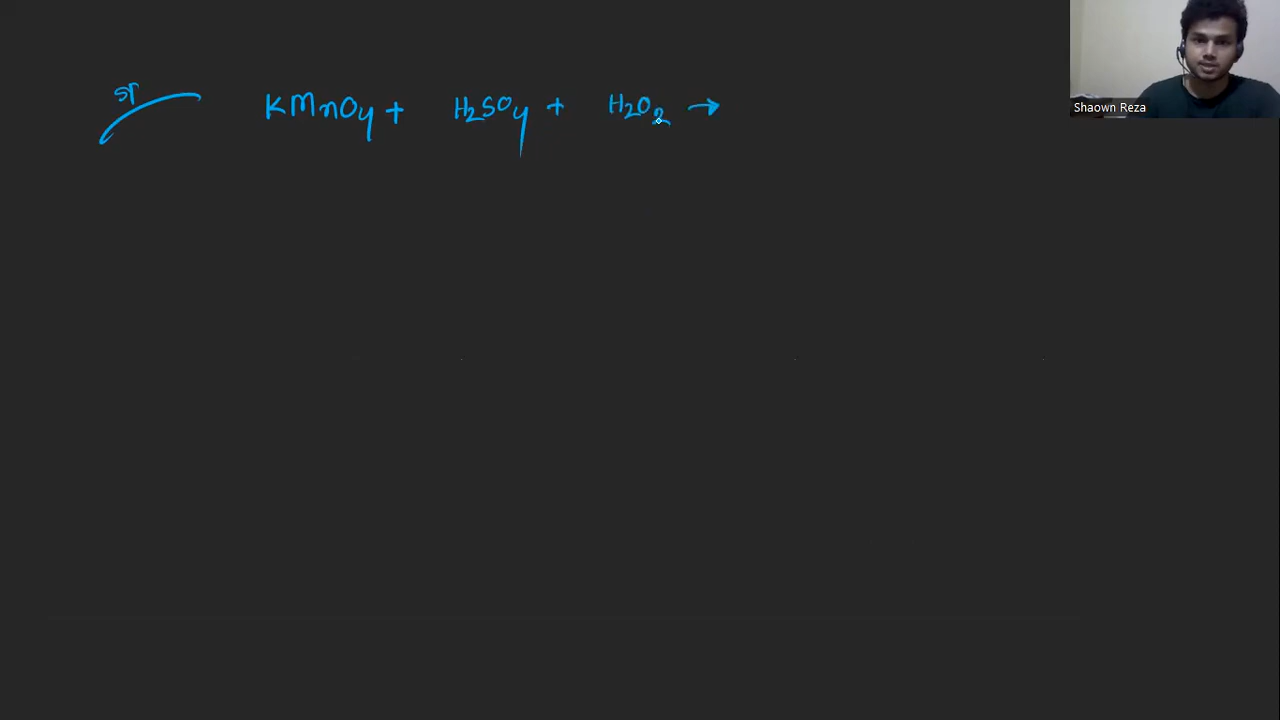 গ
KMnO4 + H2SO4 + H2O2 →
Shaown Reza